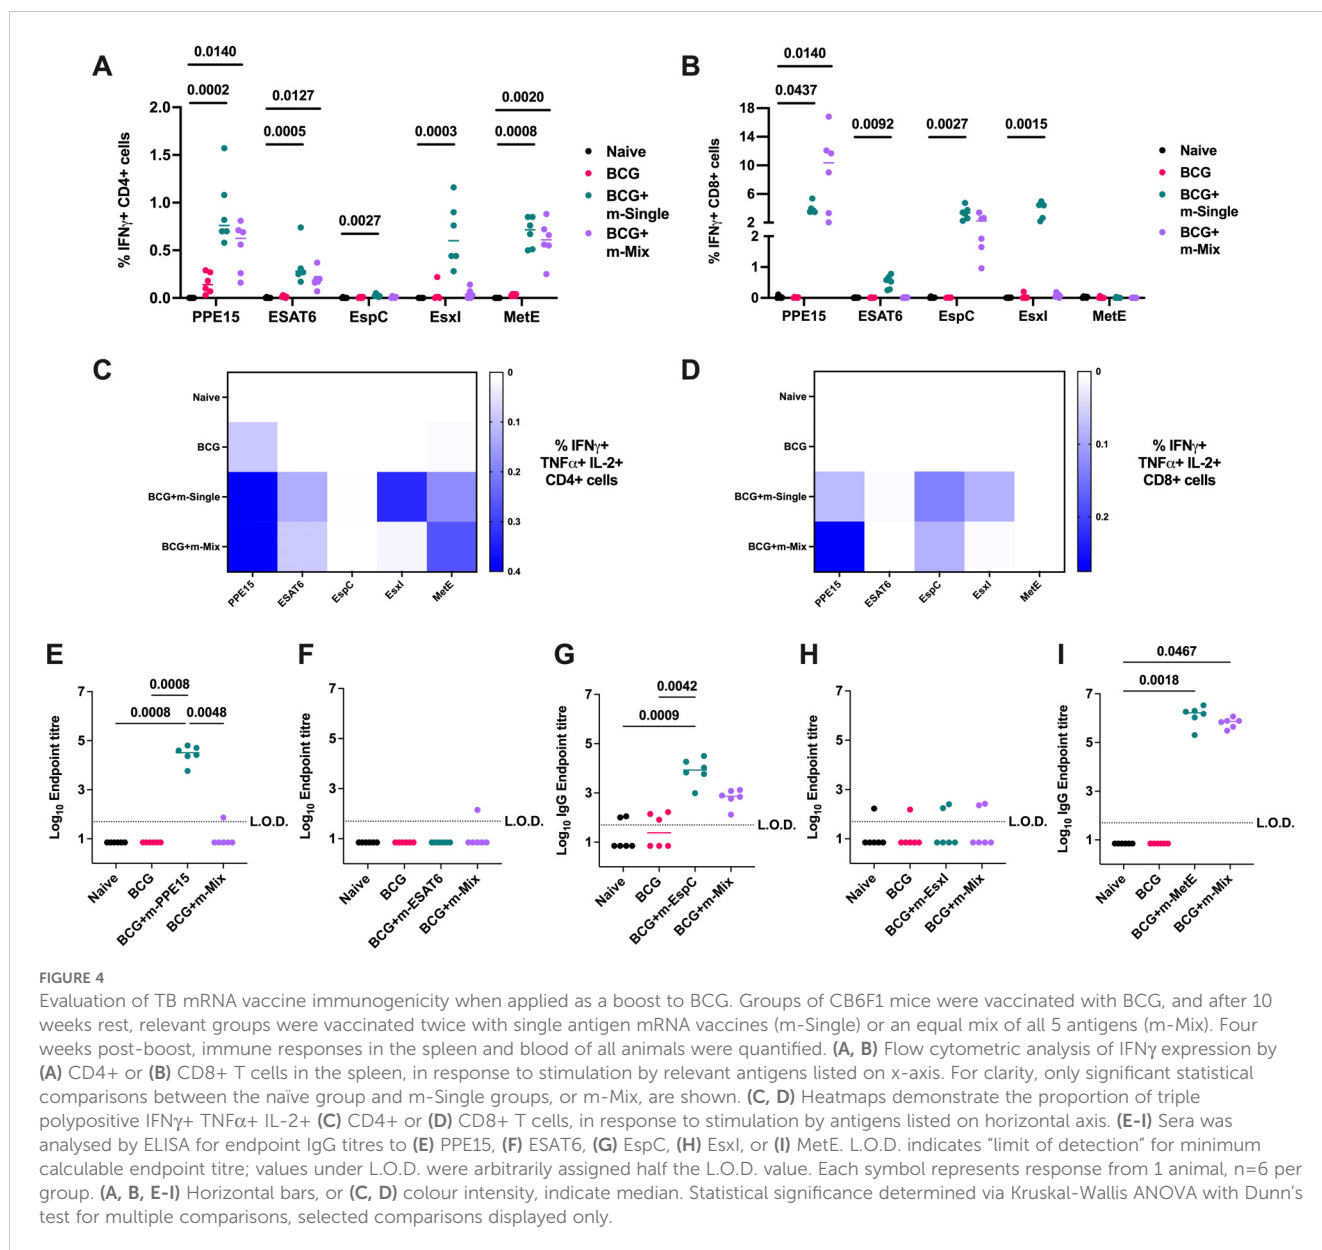 A
0.0140
0.0002
0.0127
0.0005
0.0027
0.0003
0.0020
0.0008
% IFNγ+ CD4+ cells
2.0
1.5
1.0
0.5
0.0
PPE15 ESAT6 EspC EsxI MetE
Naive
BCG
BCG+
m-Single
BCG+
m-Mix
B
0.0140
0.0437
0.0092
0.0027
0.0015
% IFNγ+ CD8+ cells
18
14
10
6
2
2
1
0
PPE15 ESAT6 EspC EsxI MetE
Naive
BCG
BCG+
m-Single
BCG+
m-Mix
C
Naive
BCG
BCG+m-Single
BCG+m-Mix
PPE15 ESAT6 EspC EsxI MetE
0
0.1
0.2
0.3
0.4
% IFNγ+
TNFα+ IL-2+
CD4+ cells
D
Naive
BCG
BCG+m-Single
BCG+m-Mix
PPE15 ESAT6 EspC EsxI MetE
0
0.1
0.2
% IFNγ+
TNFα+ IL-2+
CD8+ cells
E
0.0008
0.0008 0.0048
Log10 Endpoint titre
7
5
3
1
L.O.D.
Naive BCG BCG+m-PPE15 BCG+m-Mix
F
Log10 Endpoint titre
7
5
3
1
L.O.D.
Naive BCG BCG+m-ESAT6 BCG+m-Mix
G
0.0042
0.0009
Log10 IgG Endpoint titre
7
5
3
1
L.O.D.
Naive BCG BCG+m-EspC BCG+m-Mix
H
Log10 Endpoint titre
7
5
3
1
L.O.D.
Naive BCG BCG+m-EsxI BCG+m-Mix
I
0.0467
0.0018
Log10 IgG Endpoint titre
7
5
3
1
L.O.D.
Naive BCG BCG+m-MetE BCG+m-Mix
FIGURE 4
Evaluation of TB mRNA vaccine immunogenicity when applied as a boost to BCG. Groups of CB6F1 mice were vaccinated with BCG, and after 10
weeks rest, relevant groups were vaccinated twice with single antigen mRNA vaccines (m-Single) or an equal mix of all 5 antigens (m-Mix). Four
weeks post-boost, immune responses in the spleen and blood of all animals were quantified. (A, B) Flow cytometric analysis of IFNγ expression by
(A) CD4+ or (B) CD8+ T cells in the spleen, in response to stimulation by relevant antigens listed on x-axis. For clarity, only significant statistical
comparisons between the naïve group and m-Single groups, or m-Mix, are shown. (C, D) Heatmaps demonstrate the proportion of triple
polypositive IFNγ+ TNFα+ IL-2+ (C) CD4+ or (D) CD8+ T cells, in response to stimulation by antigens listed on horizontal axis. (E-I) Sera was
analysed by ELISA for endpoint IgG titres to (E) PPE15, (F) ESAT6, (G) EspC, (H) EsxI, or (I) MetE. L.O.D. indicates “limit of detection” for minimum
calculable endpoint titre; values under L.O.D. were arbitrarily assigned half the L.O.D. value. Each symbol represents response from 1 animal, n=6 per
group. (A, B, E-I) Horizontal bars, or (C, D) colour intensity, indicate median. Statistical significance determined via Kruskal-Wallis ANOVA with Dunn’s
test for multiple comparisons, selected comparisons displayed only.